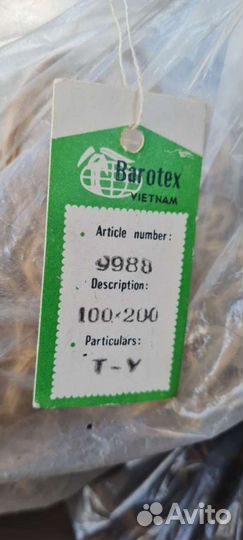 Barotex
VIETNAM
Article number:
9988
Description:
100×200
Particulars:
T-Y
Avito